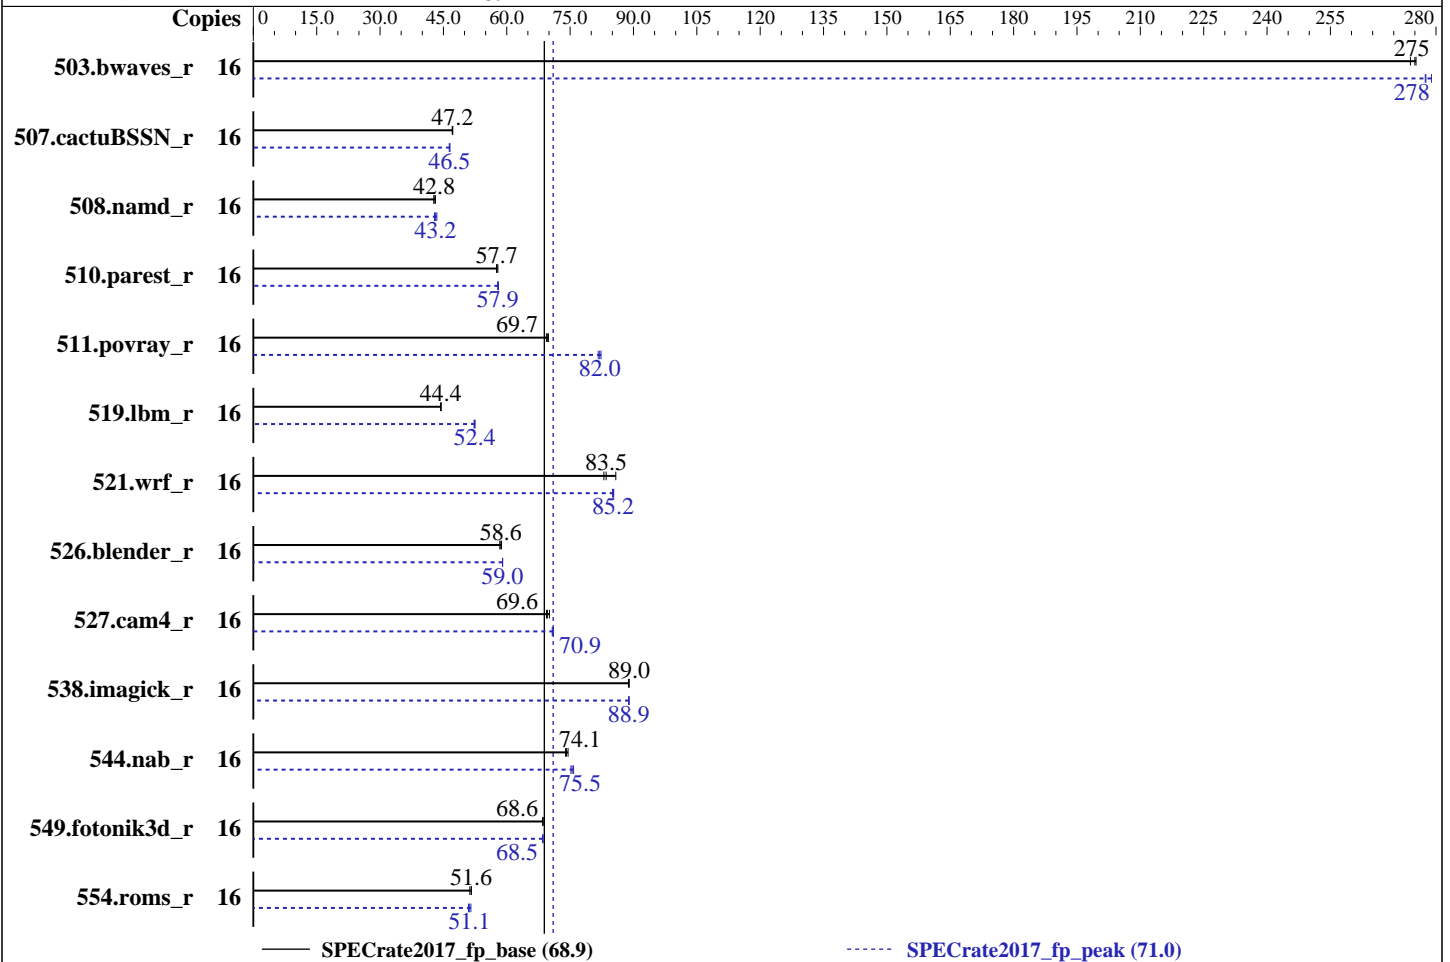 Copies 0 15.0 30.0 45.0 60.0 75.0 90.0 105 120 135 150 165 180 195 210 225 240 255 280
275
503.bwaves_r 16
278
47.2
507.cactuBSSN_r 16
46.5
42.8
508.namd_r 16
43.2
57.7
510.parest_r 16
57.9
69.7
511.povray_r 16
82.0
44.4
519.lbm_r 16
52.4
83.5
521.wrf_r 16
85.2
58.6
526.blender_r 16
59.0
69.6
527.cam4_r 16
70.9
89.0
538.imagick_r 16
88.9
74.1
544.nab_r 16
75.5
68.6
549.fotonik3d_r 16
68.5
51.6
554.roms_r 16
51.1
SPECrate2017_fp_base (68.9) SPECrate2017_fp_peak (71.0)